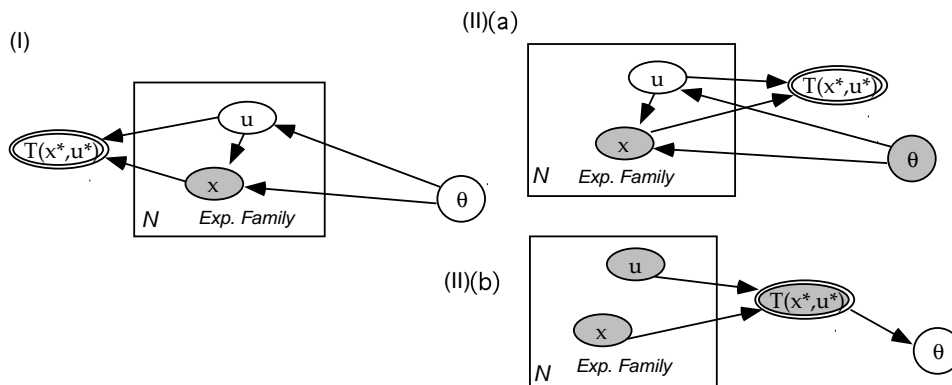 (I)
u
T(x*,u*)
x
θ
N
Exp. Family
(II)(a)
u
T(x*,u*)
x
θ
N
Exp. Family
(II)(b)
u
T(x*,u*)
x
θ
N
Exp. Family